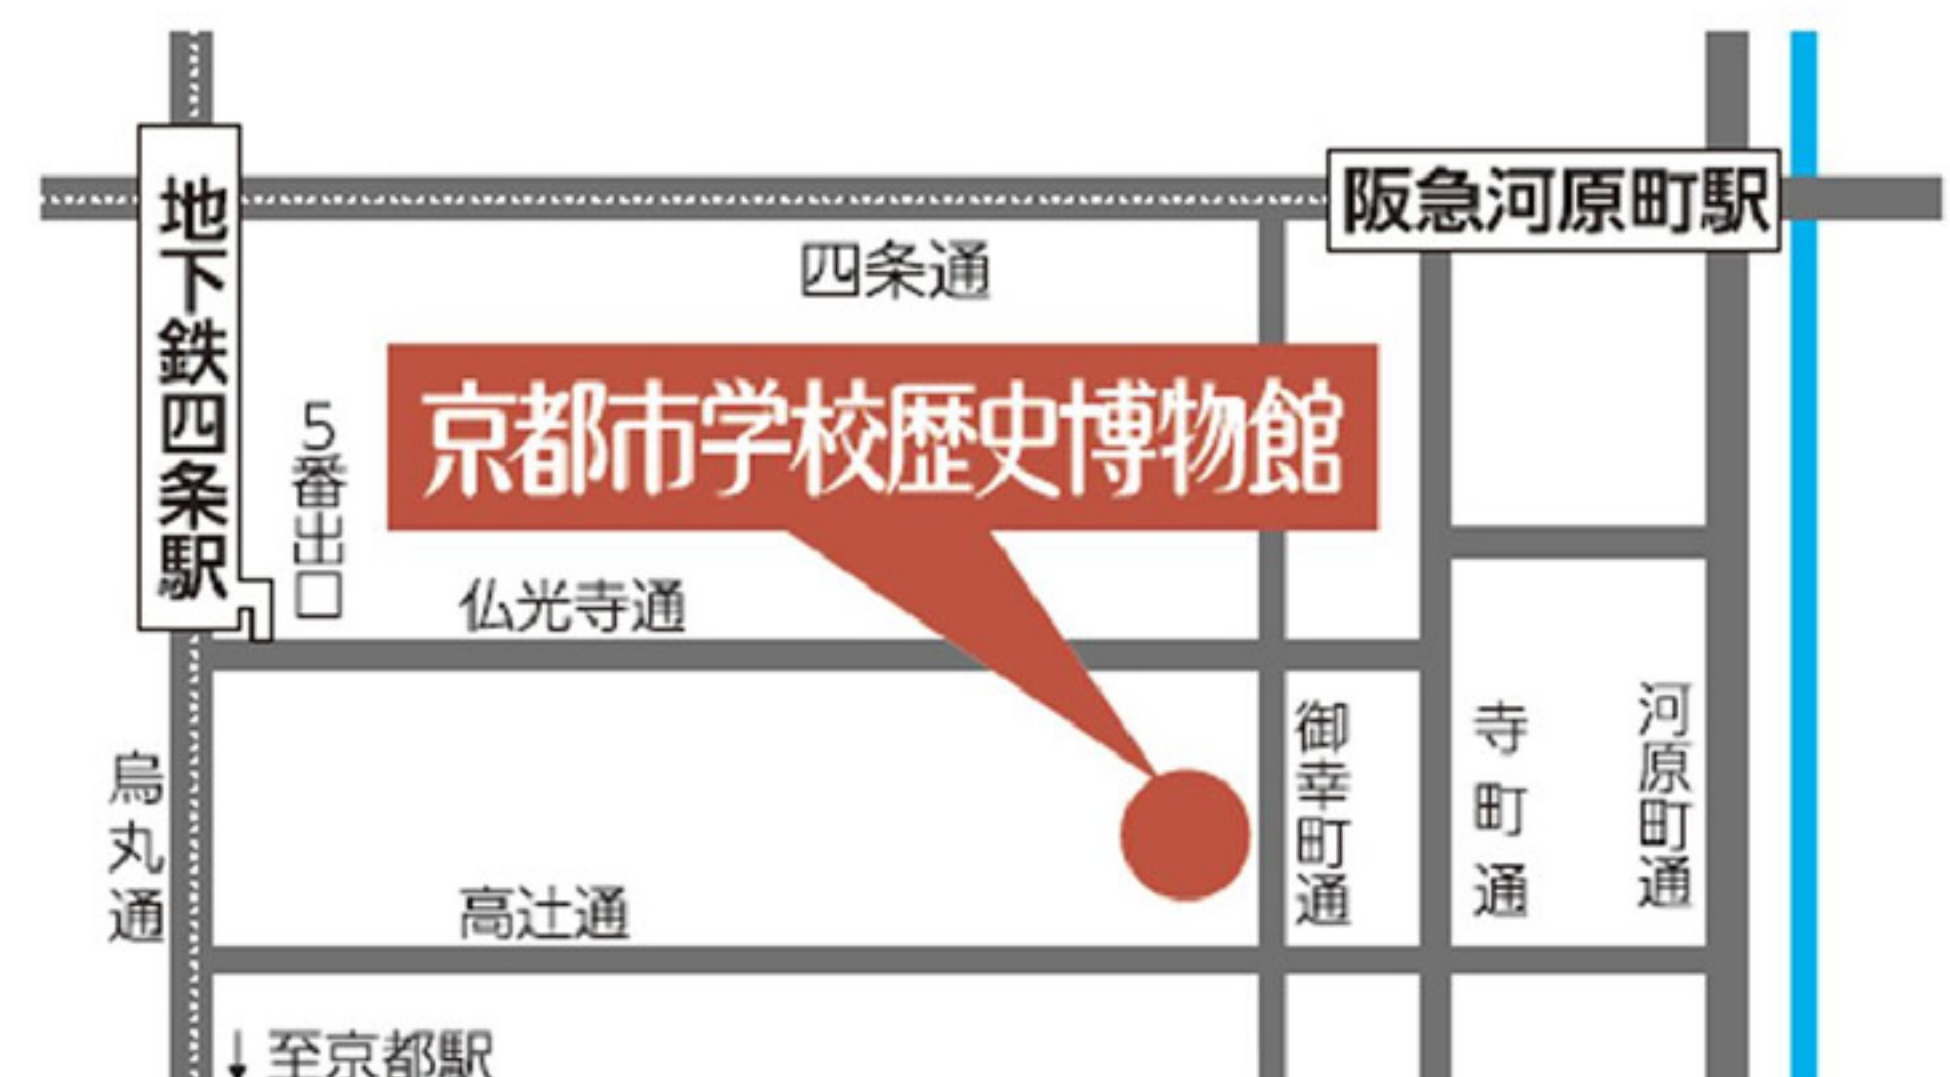 地下鉄四条駅
阪急河原町駅
四条通
京都市学校歴史博物館
5番出口
仏光寺通
御幸町通
寺町通
河原町通
烏丸通
高辻通
↓至京都駅